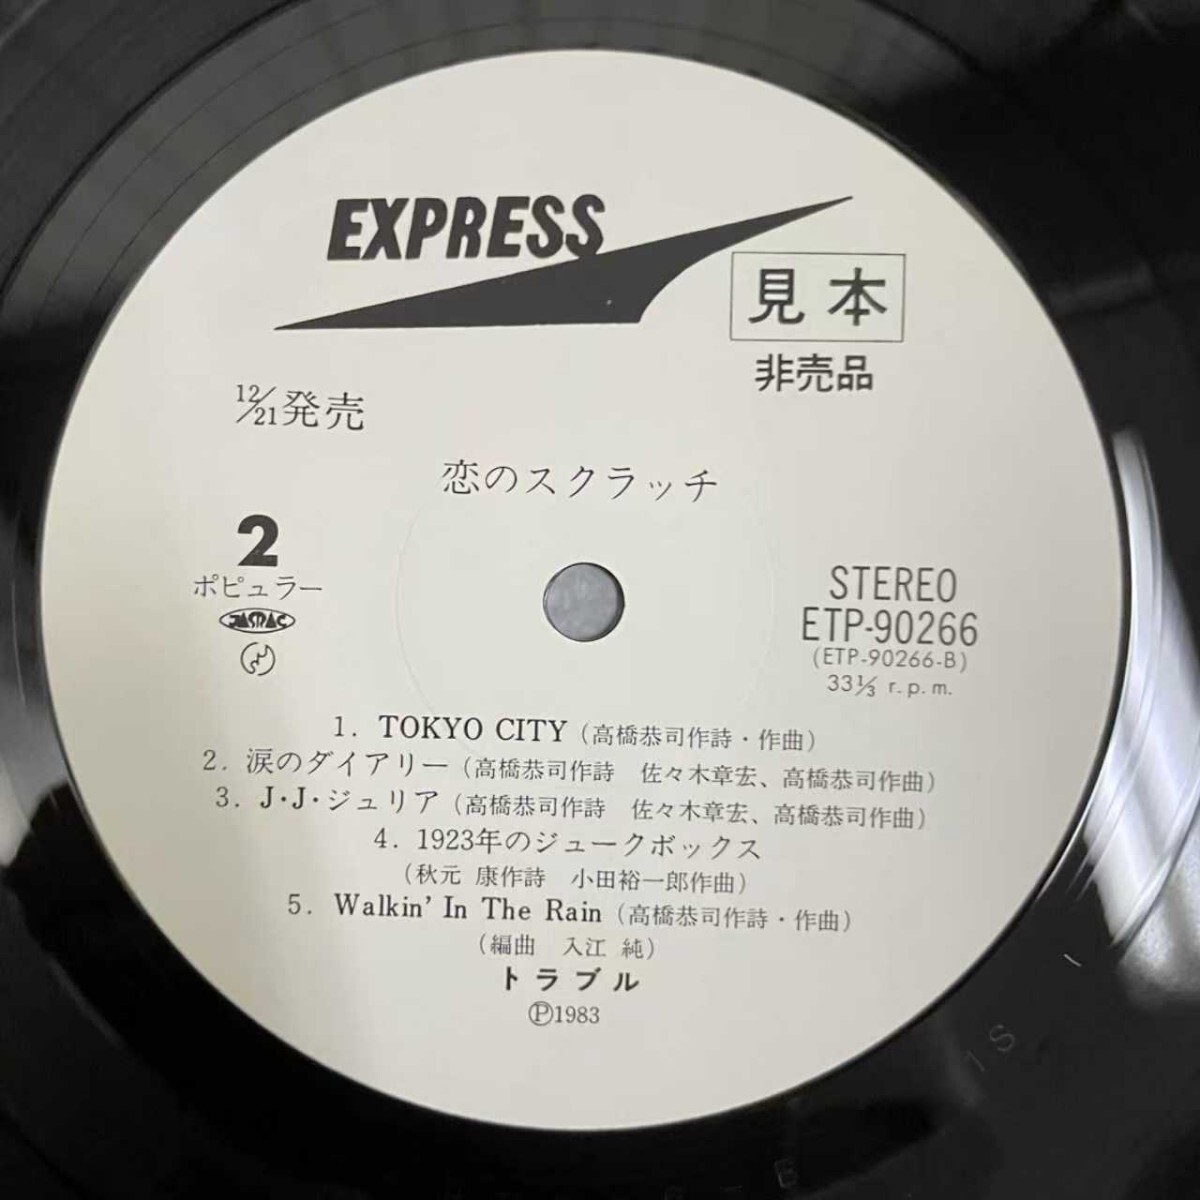 EXPRESS
見本
非売品
12/21発売
恋のスクラッチ
2
ポピュラー
JASRAC
STEREO
ETP-90266
(ETP-90266-B)
33⅓ r.p.m.
1. TOKYO CITY (高橋恭司作詩・作曲)
2. 涙のダイアリー (高橋恭司作詩 佐々木章宏、高橋恭司作曲)
3. J・J・ジュリア (高橋恭司作詩 佐々木章宏、高橋恭司作曲)
4. 1923年のジュークボックス
(秋元 康作詩 小田裕一郎作曲)
5. Walkin' In The Rain (高橋恭司作詩・作曲)
(編曲 入江 純)
トラブル
Ⓟ1983
1S